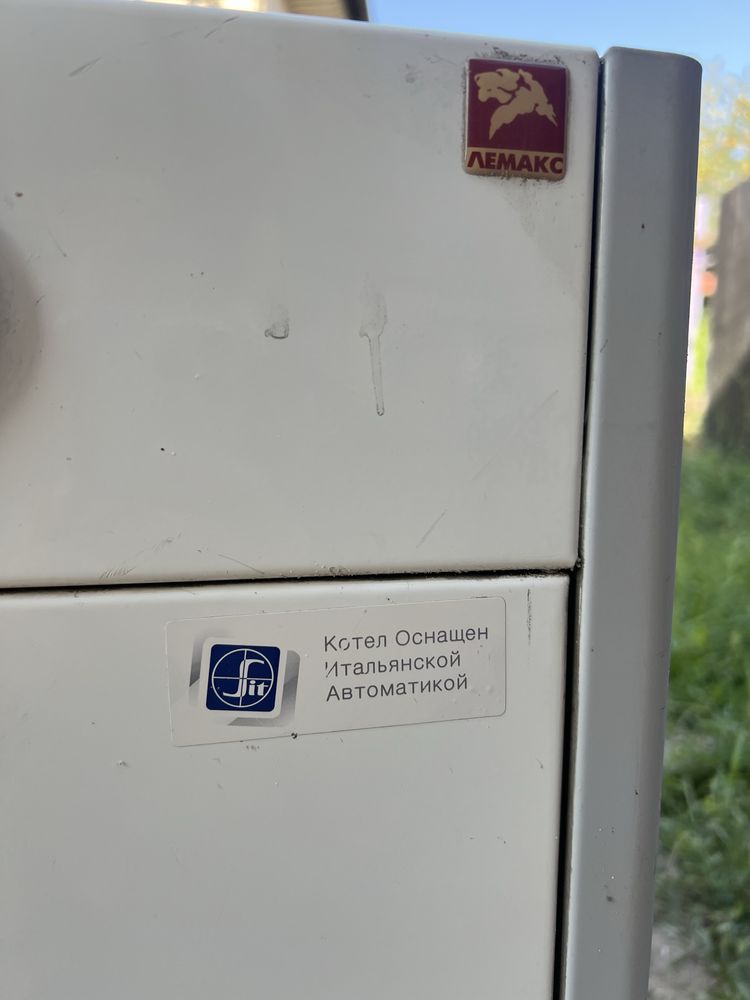 ЛЕМАКС
Sit
Котел Оснащен
Итальянской
Автоматикой